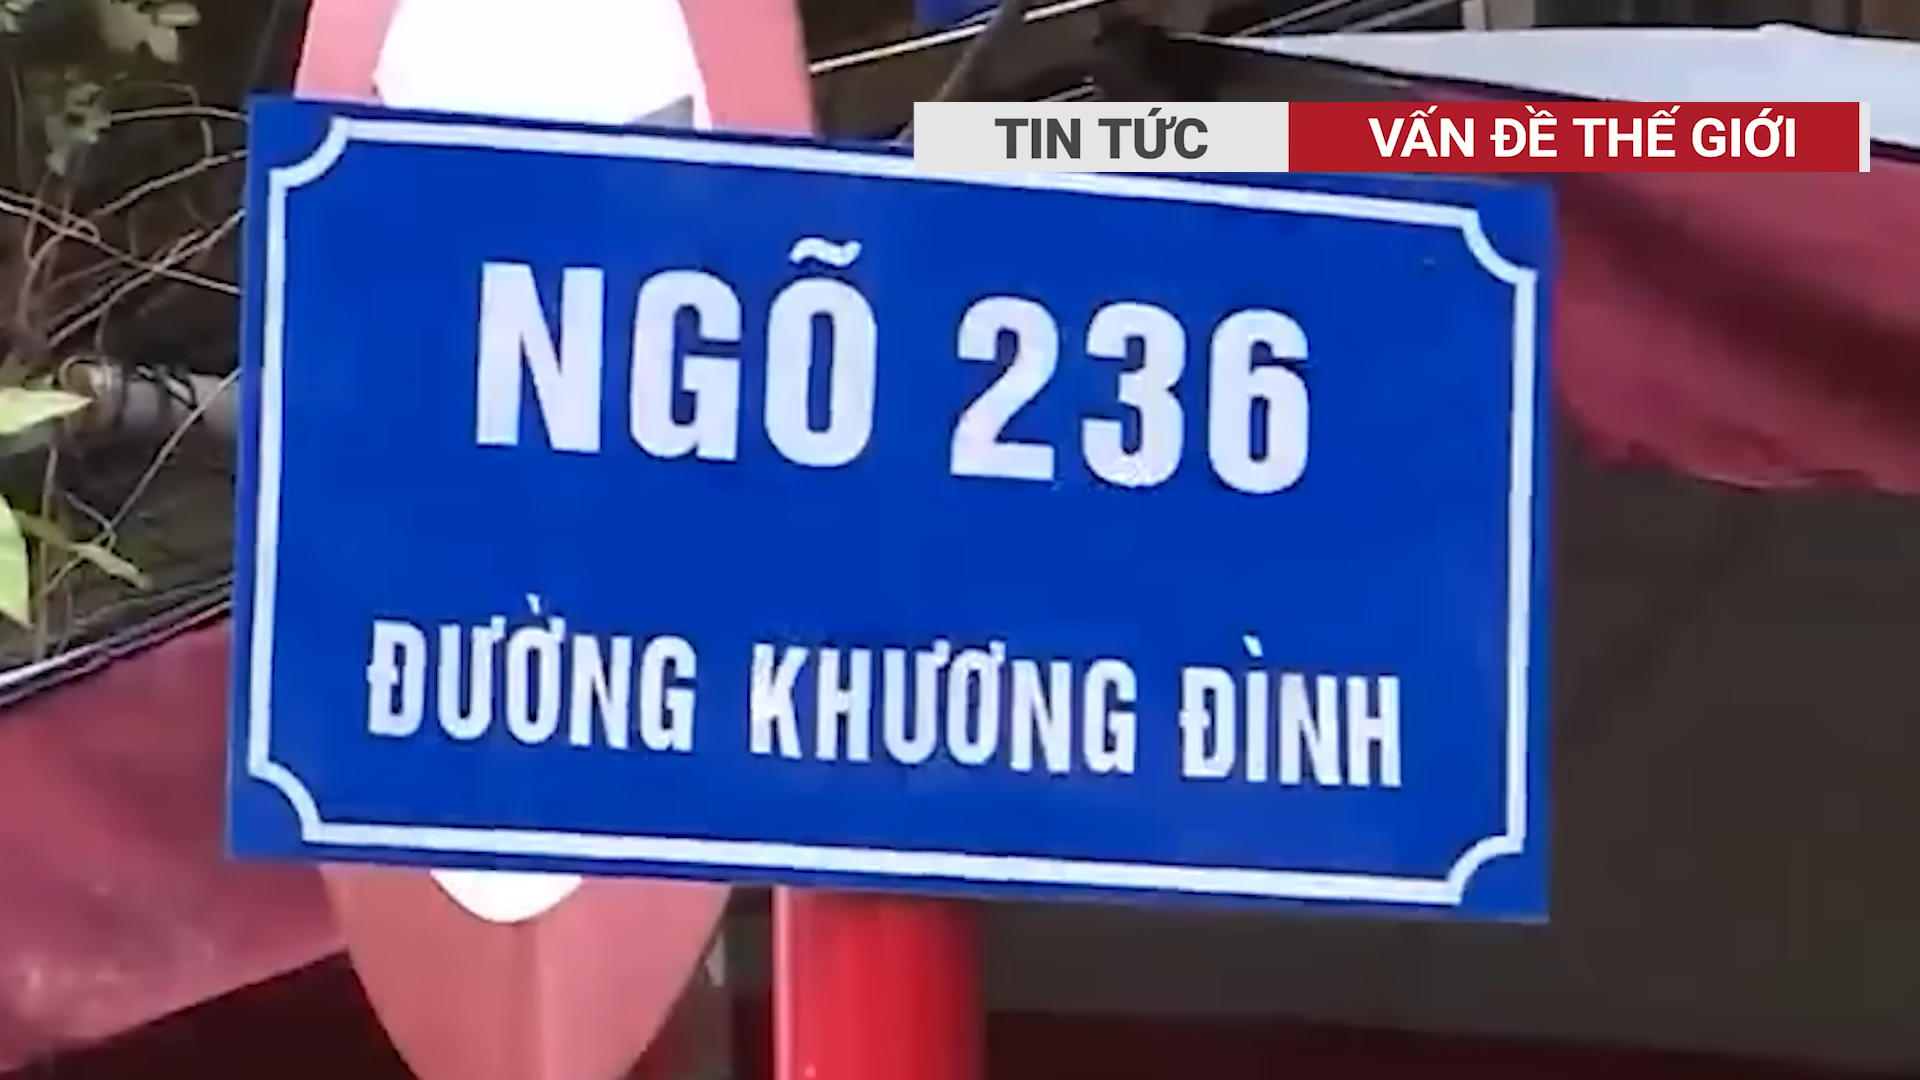 TIN TỨC VẤN ĐỀ THẾ GIỚI
NGÕ 236
ĐƯỜNG KHƯƠNG ĐÌNH